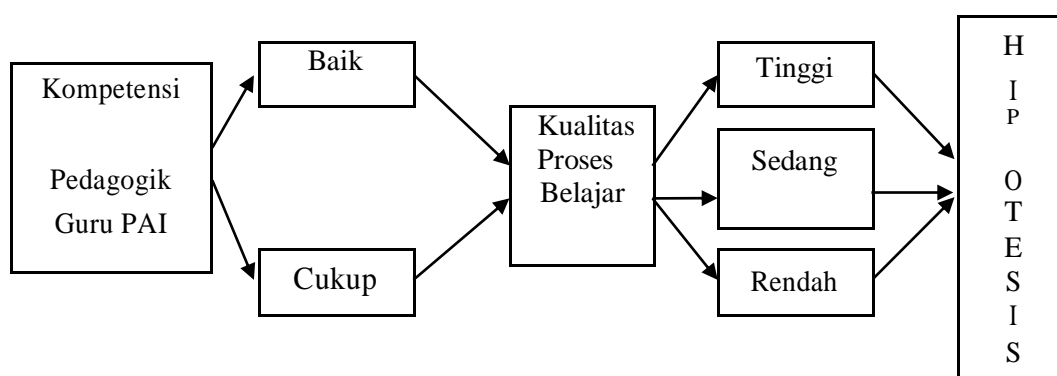 Kompetensi
Pedagogik
Guru PAI
Baik
Cukup
Kualitas
Proses
Belajar
Tinggi
Sedang
Rendah
H
I
P
O
T
E
S
I
S